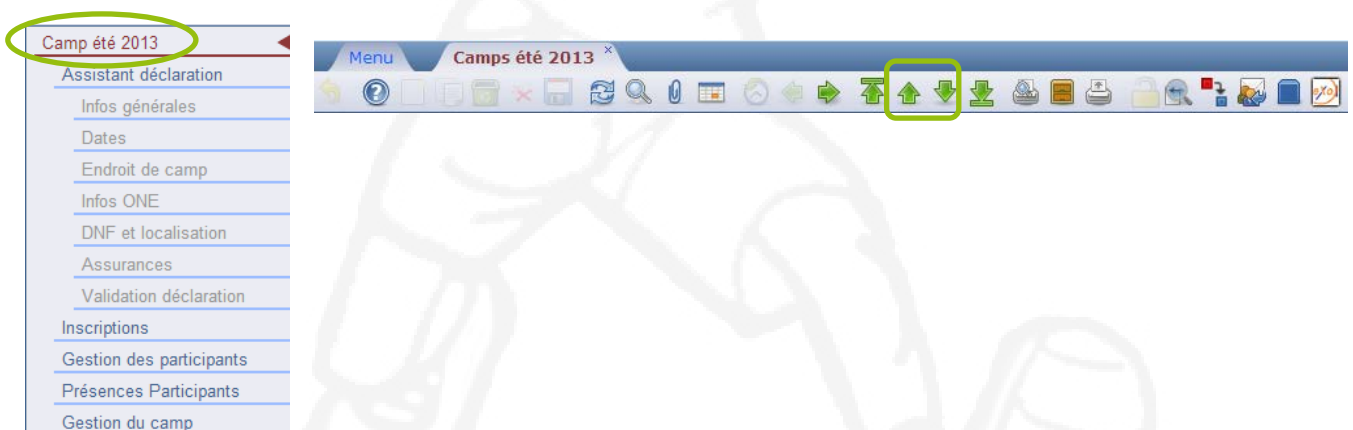 Camp été 2013
Assistant déclaration
Infos générales
Dates
Endroit de camp
Infos ONE
DNF et localisation
Assurances
Validation déclaration
Inscriptions
Gestion des participants
Présences Participants
Gestion du camp
Menu
Camps été 2013 ×